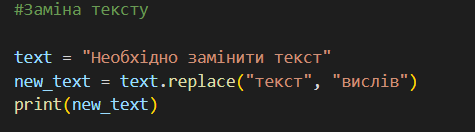 #Заміна тексту
text = "Необхідно замінити текст"
new_text = text.replace("текст", "вислів")
print(new_text)